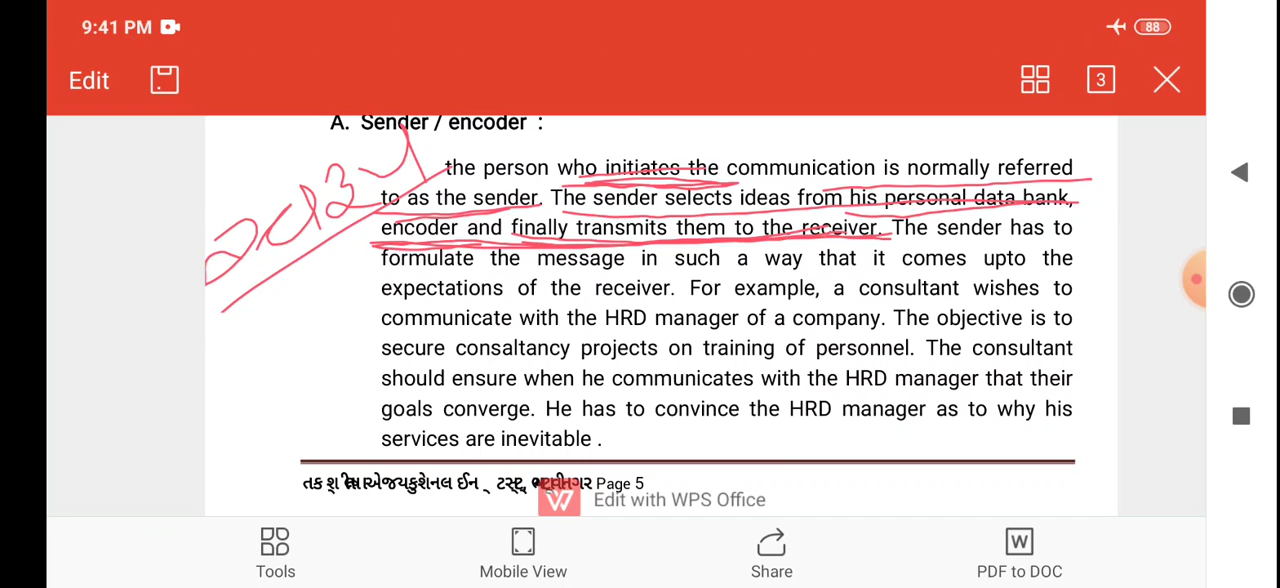 9:41 PM
88
Edit
3
A. Sender / encoder :
the person who initiates the communication is normally referred
to as the sender. The sender selects ideas from his personal data bank,
encoder and finally transmits them to the receiver. The sender has to
formulate the message in such a way that it comes upto the
expectations of the receiver. For example, a consultant wishes to
communicate with the HRD manager of a company. The objective is to
secure consaltancy projects on training of personnel. The consultant
should ensure when he communicates with the HRD manager that their
goals converge. He has to convince the HRD manager as to why his
services are inevitable .
Page 5
Edit with WPS Office
Tools
Mobile View
Share
PDF to DOC